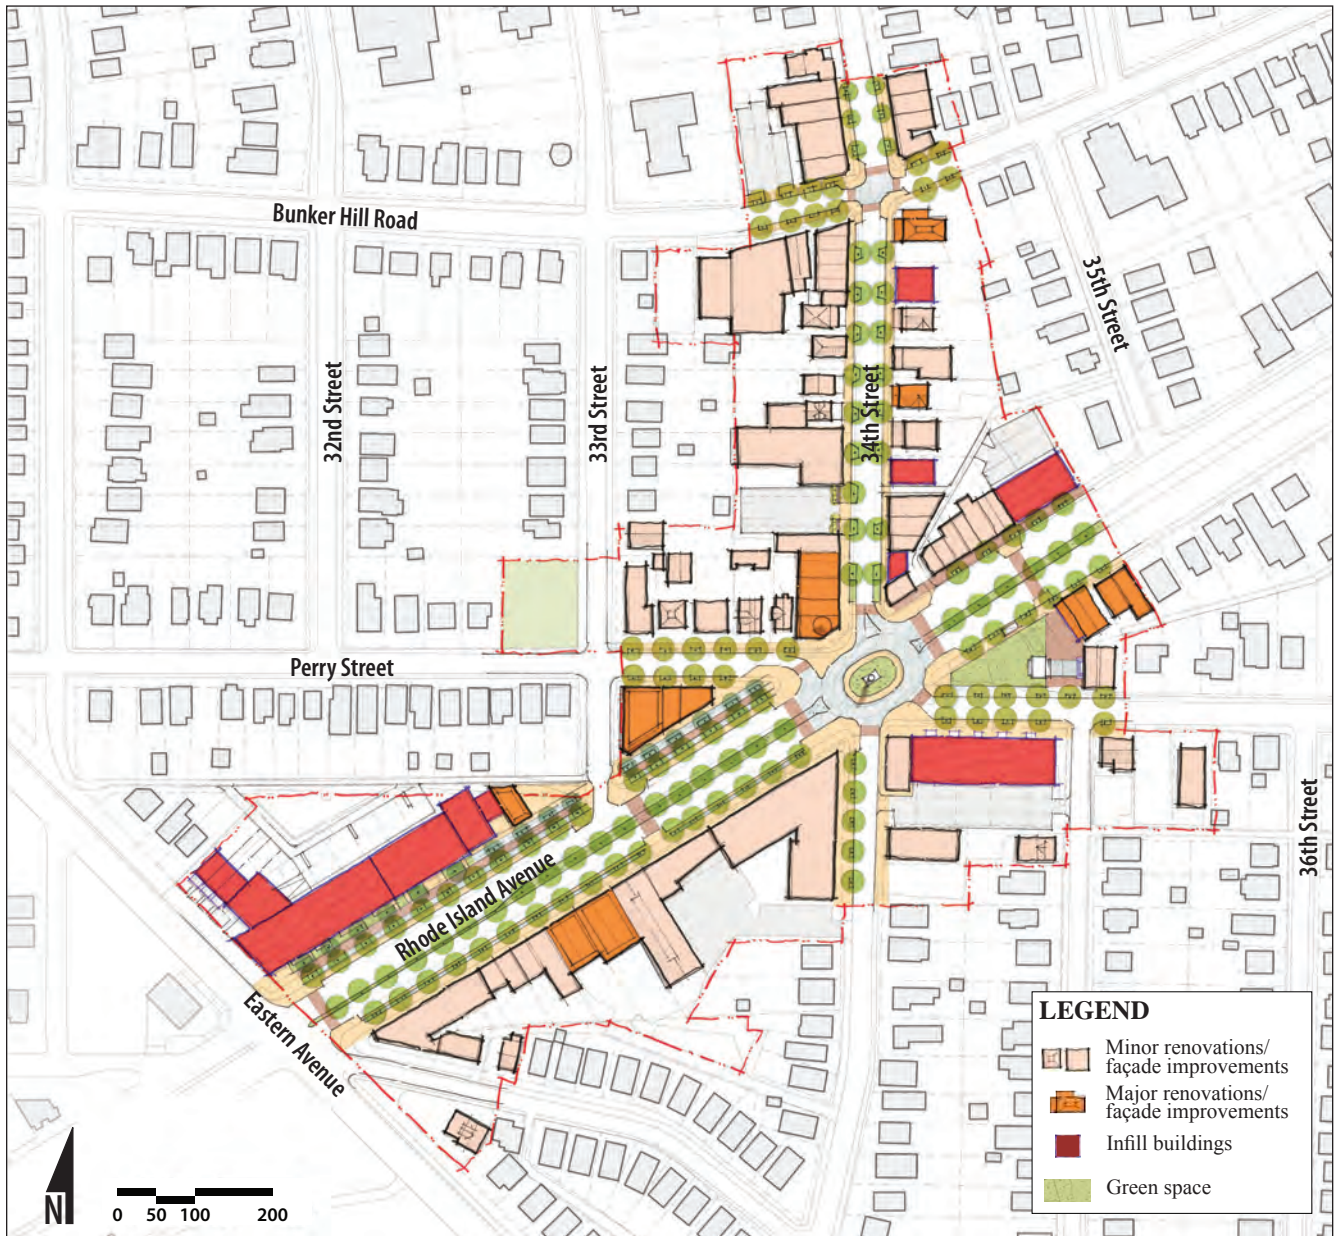 Bunker Hill Road
35th Street
32nd Street
33rd Street
34th Street
Perry Street
36th Street
Rhode Island Avenue
Eastern Avenue
LEGEND
Minor renovations/
façade improvements
Major renovations/
façade improvements
Infill buildings
Green space
N
0 50 100 200